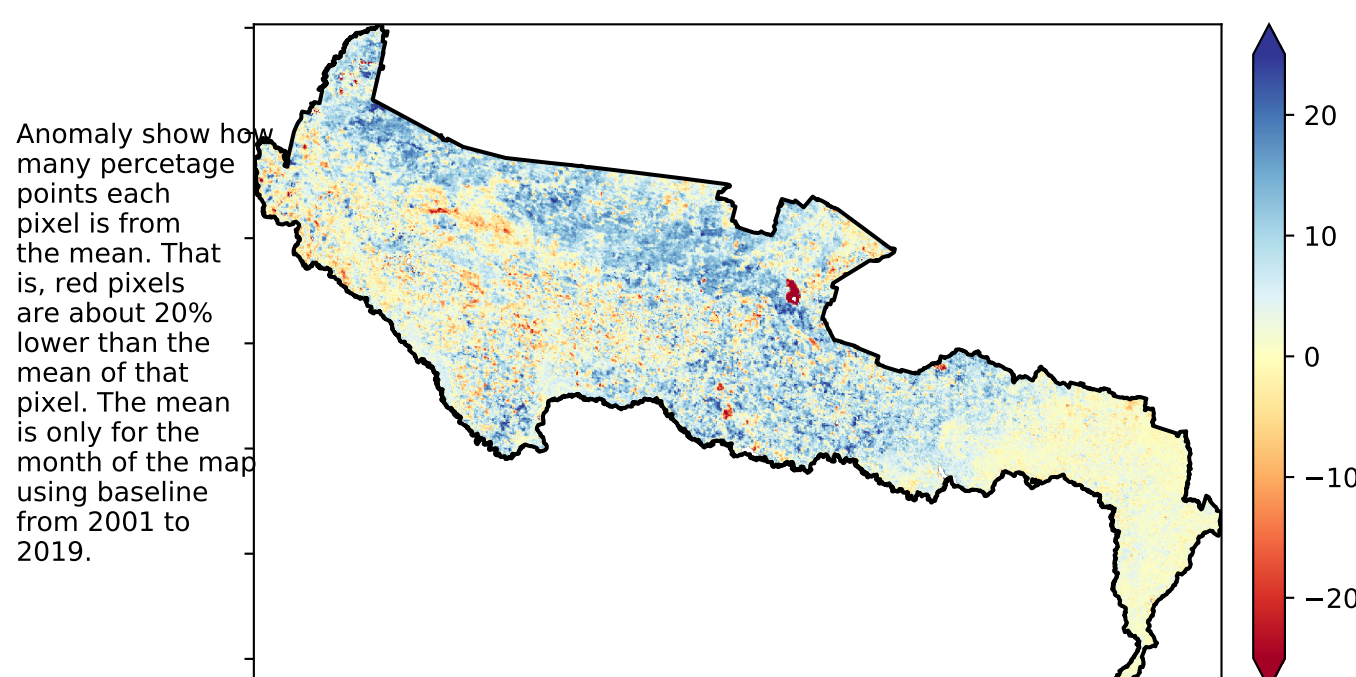 Anomaly show how
many percetage
points each
pixel is from
the mean. That
is, red pixels
are about 20%
lower than the
mean of that
pixel. The mean
is only for the
month of the map
using baseline
from 2001 to
2019.
20
10
0
−10
−20